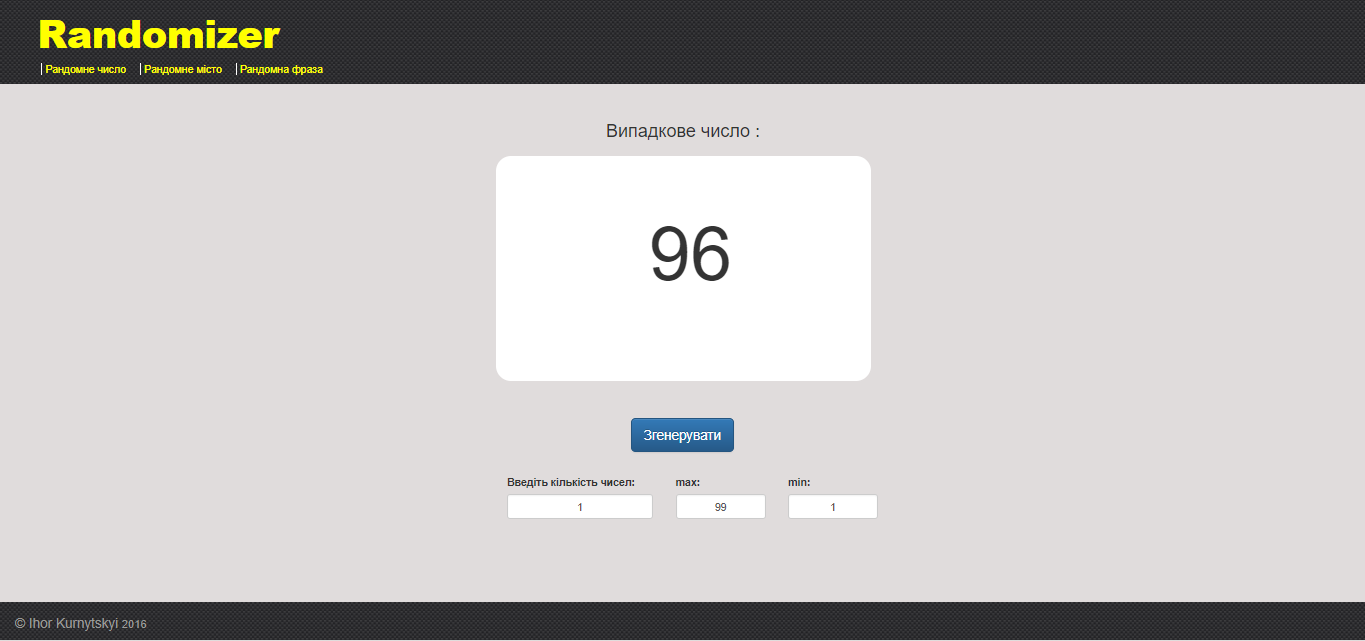 Randomizer
Рандомне число Рандомне місто Рандомна фраза
Випадкове число :
96
Згенерувати
Введіть кількість чисел: max: min:
1 99 1
© Ihor Kurnytskyi 2016